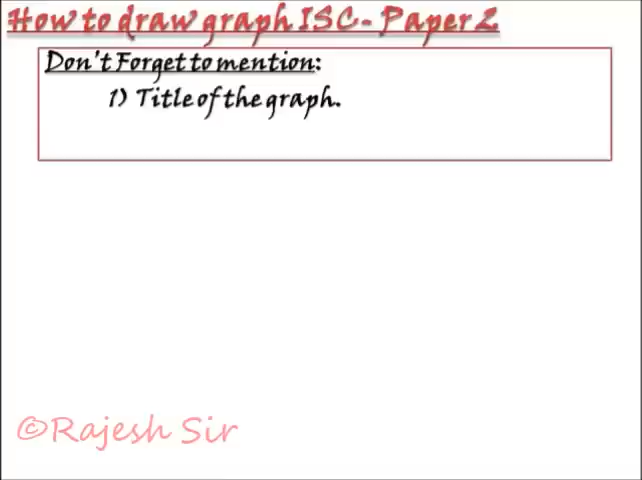 How to draw graph ISC- Paper 2
Don't Forget to mention:
1) Title of the graph.
©Rajesh Sir